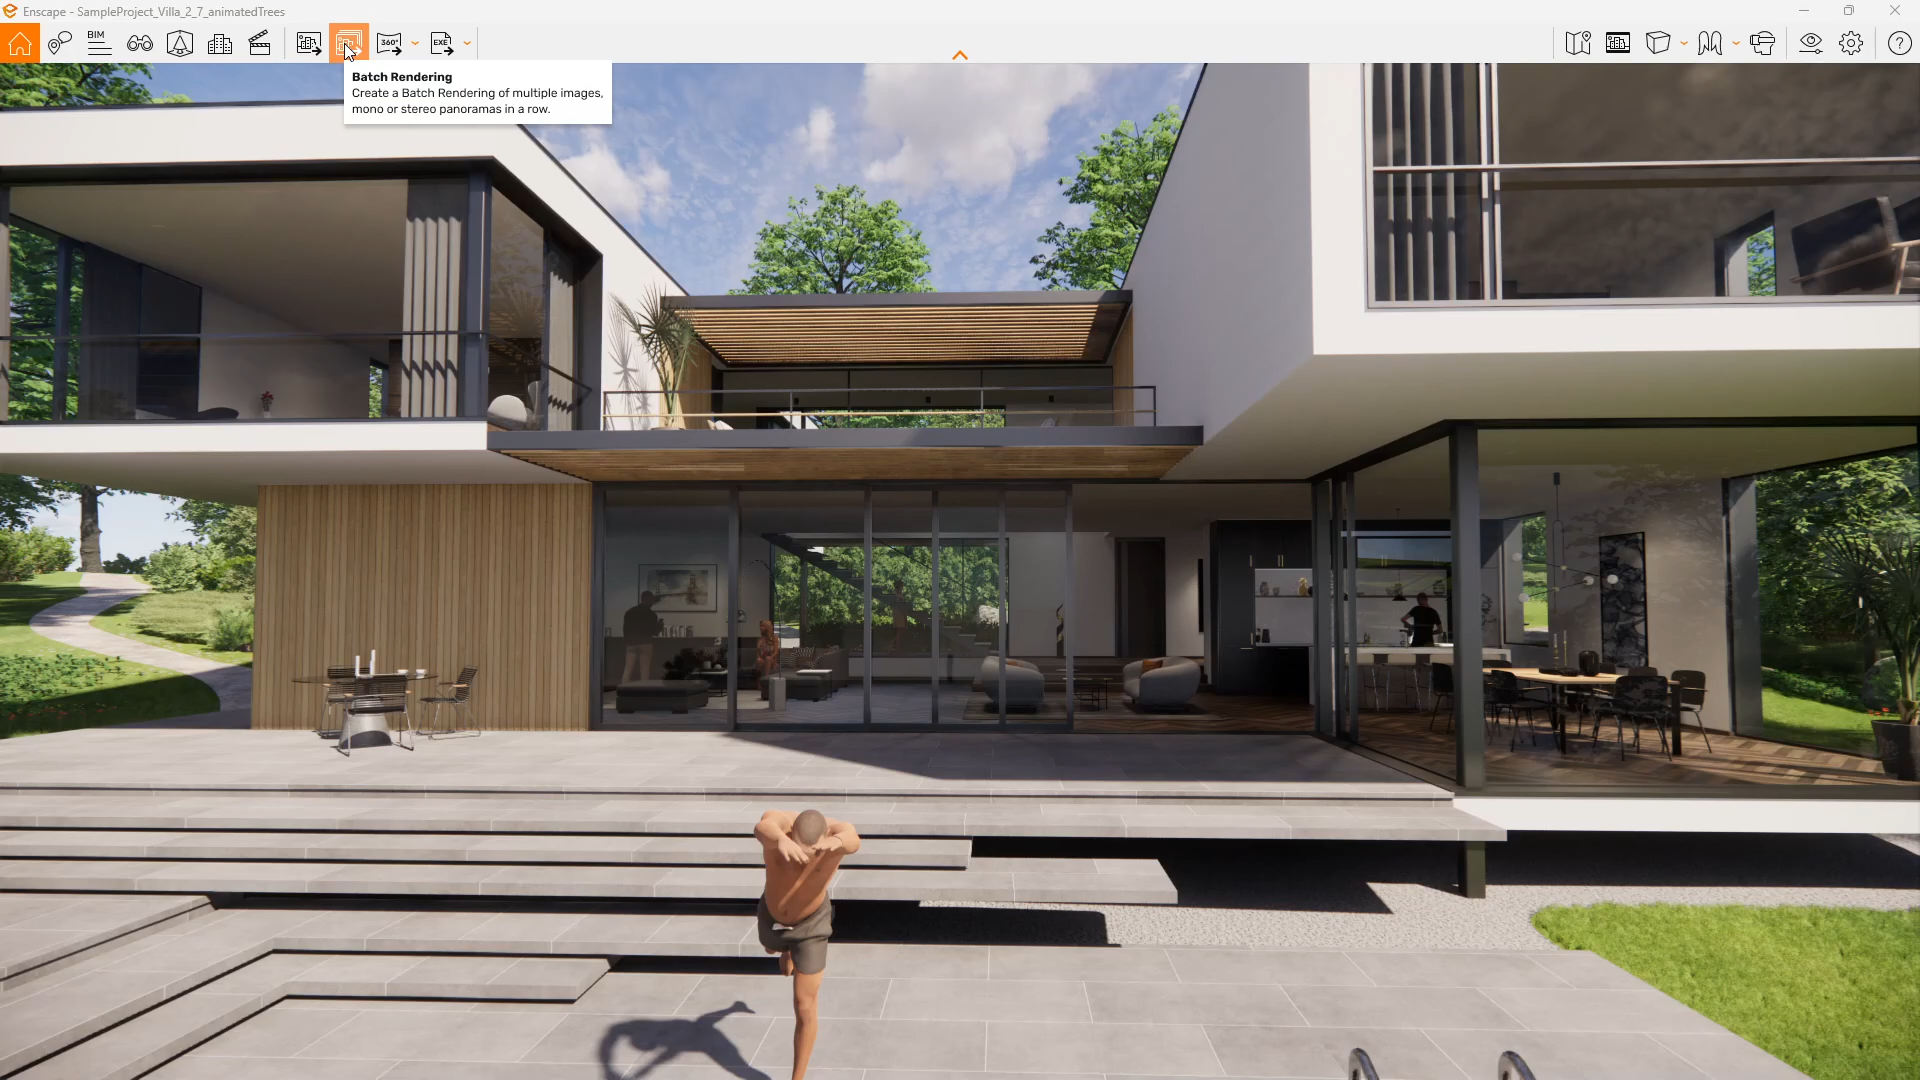 Enscape - SampleProject_Villa_2_7_animatedTrees
BIM
360°
EXE
?
Batch Rendering
Create a Batch Rendering of multiple images,
mono or stereo panoramas in a row.